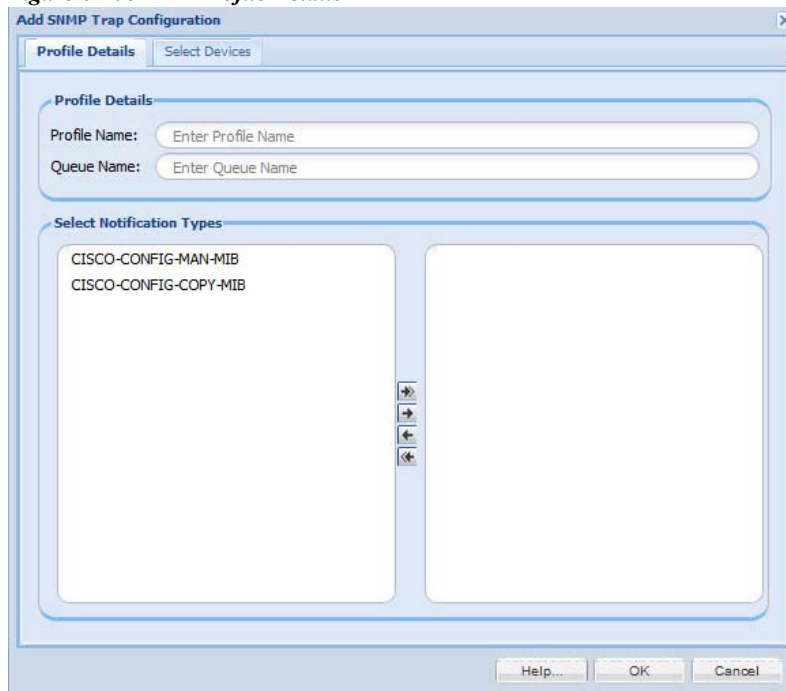 Add SNMP Trap Configuration
Profile Details
Select Devices
Profile Details
Profile Name:
Enter Profile Name
Queue Name:
Enter Queue Name
Select Notification Types
CISCO-CONFIG-MAN-MIB
CISCO-CONFIG-COPY-MIB
Help...
OK
Cancel